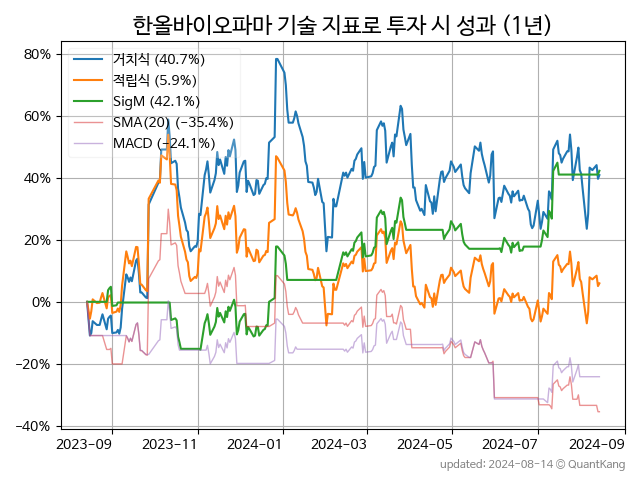 한올바이오파마 기술 지표로 투자 시 성과 (1년)
80%
60%
40%
20%
0%
−20%
−40%
거치식 (40.7%)
적립식 (5.9%)
SigM (42.1%)
SMA(20) (−35.4%)
MACD (−24.1%)
2023-09 2023-11 2024-01 2024-03 2024-05 2024-07 2024-09
updated: 2024-08-14 © QuantKang